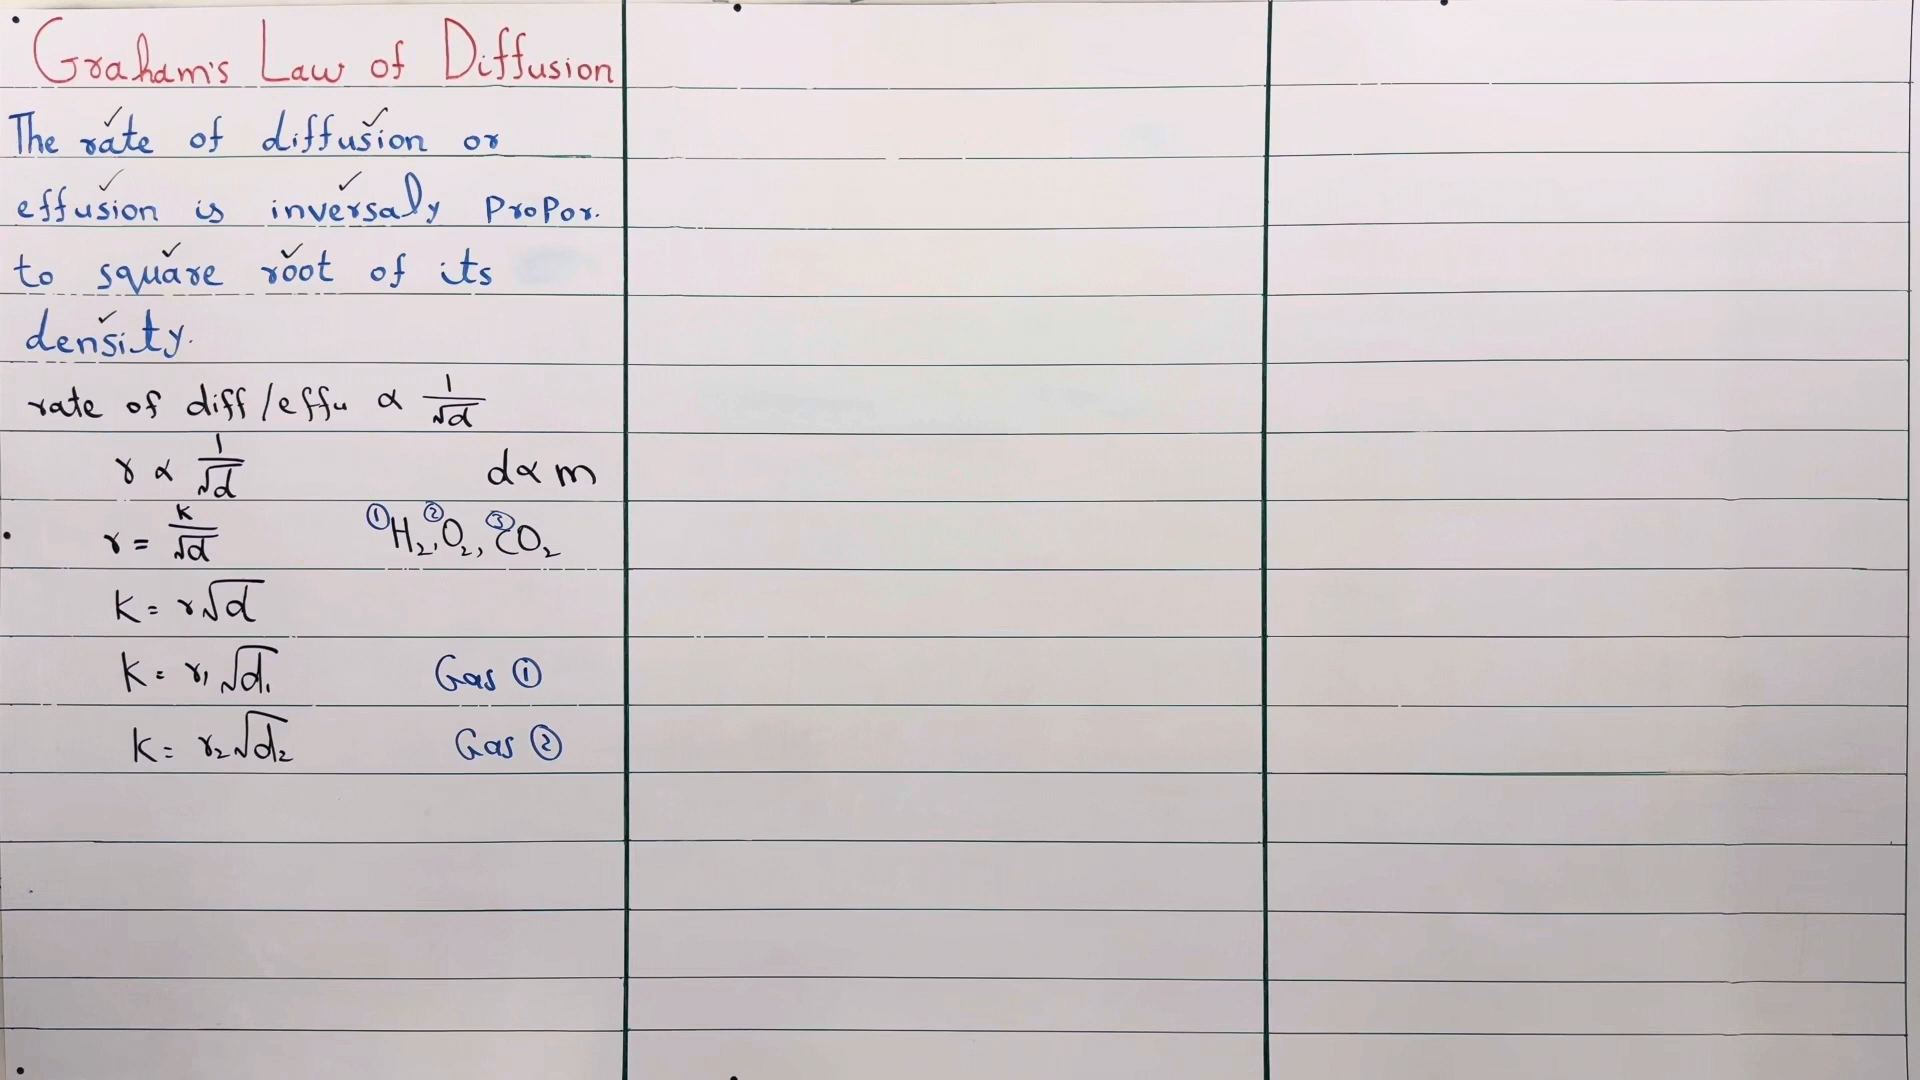 Graham's Law of Diffusion
The rate of diffusion or
effusion is inversaly Propor.
to square root of its
density.
rate of diff/effu ∝ 1/√d
r ∝ 1/√d d∝m
r = K/√d ①H₂, ②O₂, ③CO₂
K = r√d
K = r₁√d₁ Gas ①
K = r₂√d₂ Gas ②